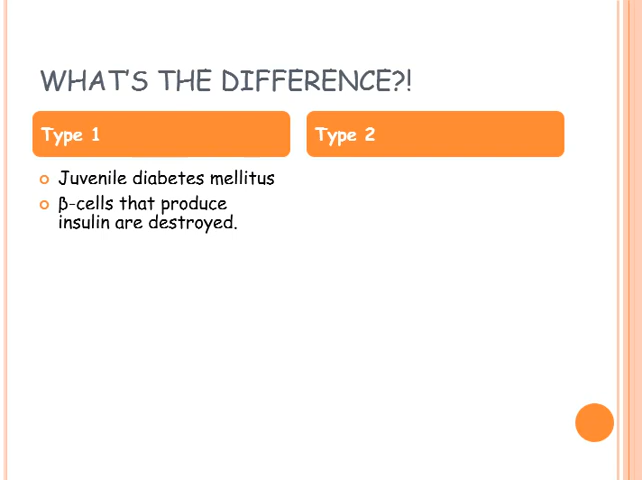 WHAT'S THE DIFFERENCE?!
Type 1
Type 2
Juvenile diabetes mellitus
β-cells that produce
insulin are destroyed.